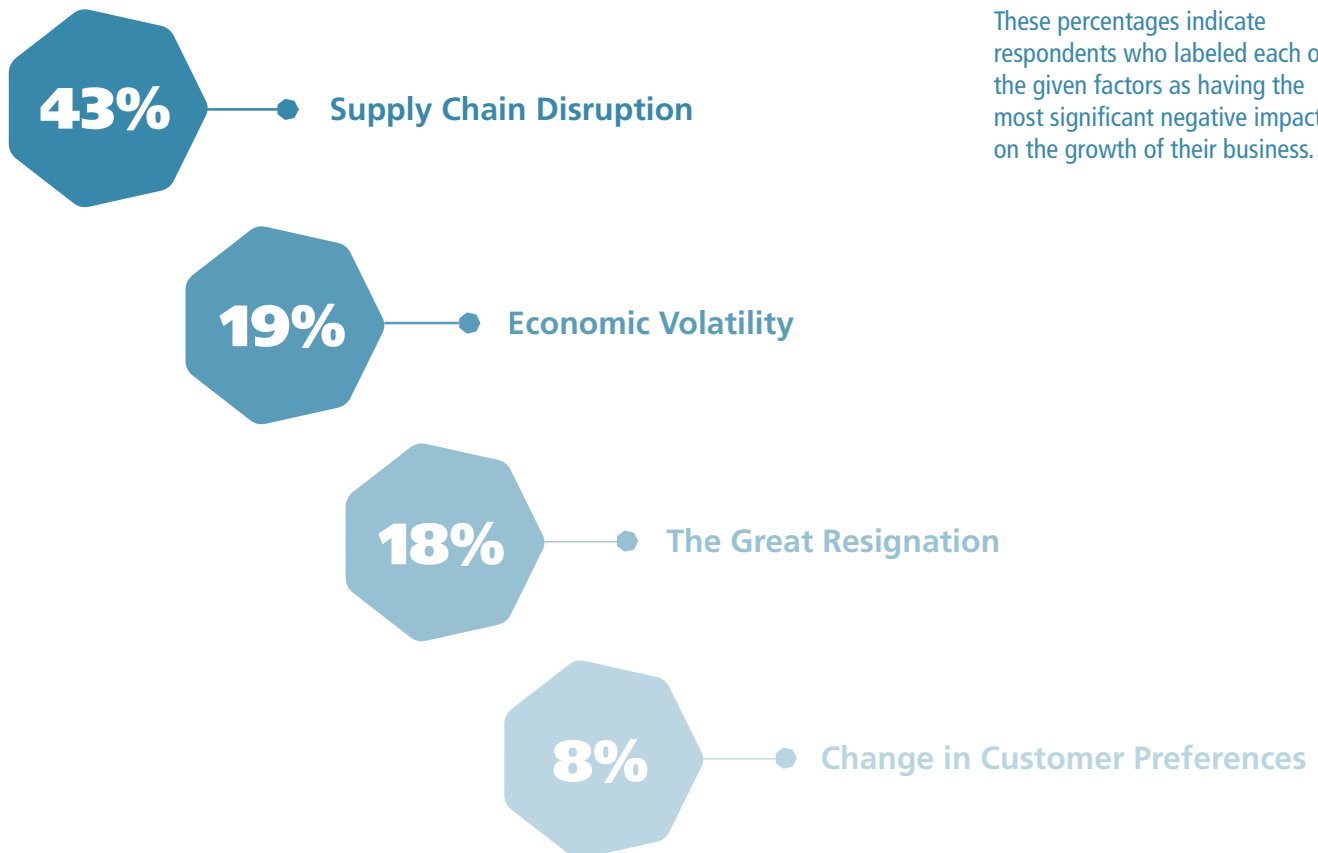 These percentages indicate
respondents who labeled each o
the given factors as having the
most significant negative impact
on the growth of their business.
43%
Supply Chain Disruption
19%
Economic Volatility
18%
The Great Resignation
8%
Change in Customer Preferences